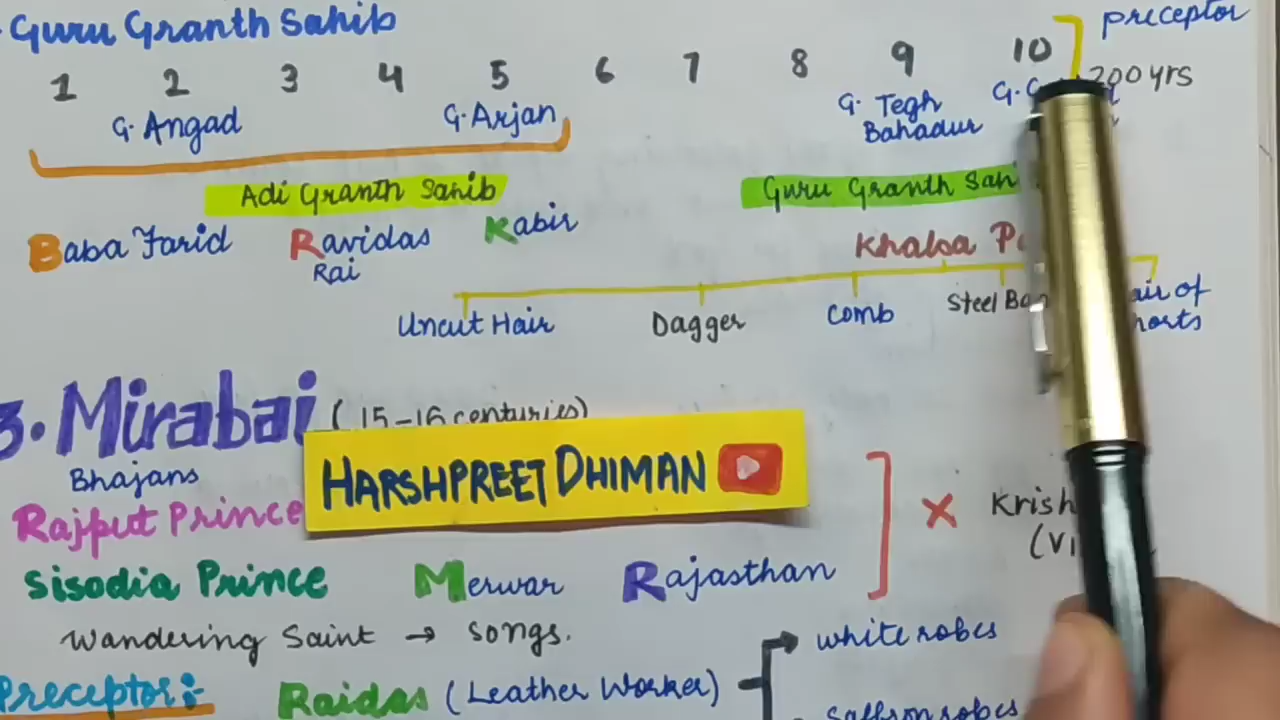 Guru Granth Sahib
preceptor
1 2 3 4 5 6 7 8 9 10
200 yrs
G. Angad G. Arjan G. Tegh Bahadur
Adi Granth Sahib Guru Granth
Baba Farid Ravidas Kabir Khalsa
Rai
Uncut Hair Dagger Comb Steel
3. Mirabai (15-16 centuries)
Bhajans
HARSHPREET DHIMAN
Rajput
Sisodia Prince Merwar Rajasthan
×
Wandering Saint → songs.
white robes
Preceptor:- Raidas (Leather Worker)
saffron robes